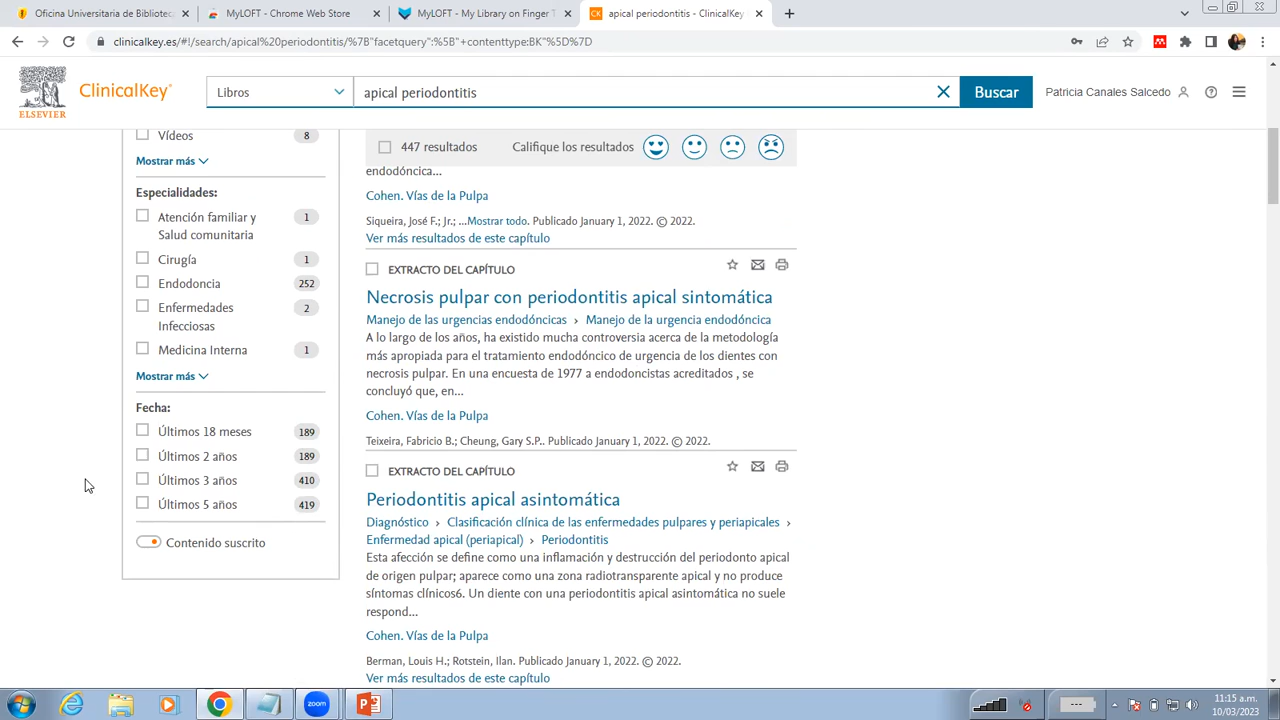 Oficina Universitaria de Bibliotec
MyLOFT - Chrome Web Store
MyLOFT - My Library on Finger T
apical periodontitis - ClinicalKey
clinicalkey.es/#!/search/apical%20periodontitis/%7B"facetquery":%5B"+contenttype:BK"%5D%7D
ELSEVIER
ClinicalKey®
Libros
apical periodontitis
Buscar
Patricia Canales Salcedo
Vídeos 8
Mostrar más
Especialidades:
Atención familiar y 1
Salud comunitaria
Cirugía 1
Endodoncia 252
Enfermedades 2
Infecciosas
Medicina Interna 1
Mostrar más
Fecha:
Últimos 18 meses 189
Últimos 2 años 189
Últimos 3 años 410
Últimos 5 años 419
Contenido suscrito
447 resultados Califique los resultados
endodóncica...
Cohen. Vías de la Pulpa
Siqueira, José F.; Jr.; ...Mostrar todo. Publicado January 1, 2022. © 2022.
Ver más resultados de este capítulo
EXTRACTO DEL CAPÍTULO
Necrosis pulpar con periodontitis apical sintomática
Manejo de las urgencias endodóncicas › Manejo de la urgencia endodóncica
A lo largo de los años, ha existido mucha controversia acerca de la metodología
más apropiada para el tratamiento endodóncico de urgencia de los dientes con
necrosis pulpar. En una encuesta de 1977 a endodoncistas acreditados , se
concluyó que, en...
Cohen. Vías de la Pulpa
Teixeira, Fabricio B.; Cheung, Gary S.P.. Publicado January 1, 2022. © 2022.
EXTRACTO DEL CAPÍTULO
Periodontitis apical asintomática
Diagnóstico › Clasificación clínica de las enfermedades pulpares y periapicales ›
Enfermedad apical (periapical) › Periodontitis
Esta afección se define como una inflamación y destrucción del periodonto apical
de origen pulpar; aparece como una zona radiotransparente apical y no produce
síntomas clínicos6. Un diente con una periodontitis apical asintomática no suele
respond...
Cohen. Vías de la Pulpa
Berman, Louis H.; Rotstein, Ilan. Publicado January 1, 2022. © 2022.
Ver más resultados de este capítulo
zoom
11:15 a.m.
10/03/2023